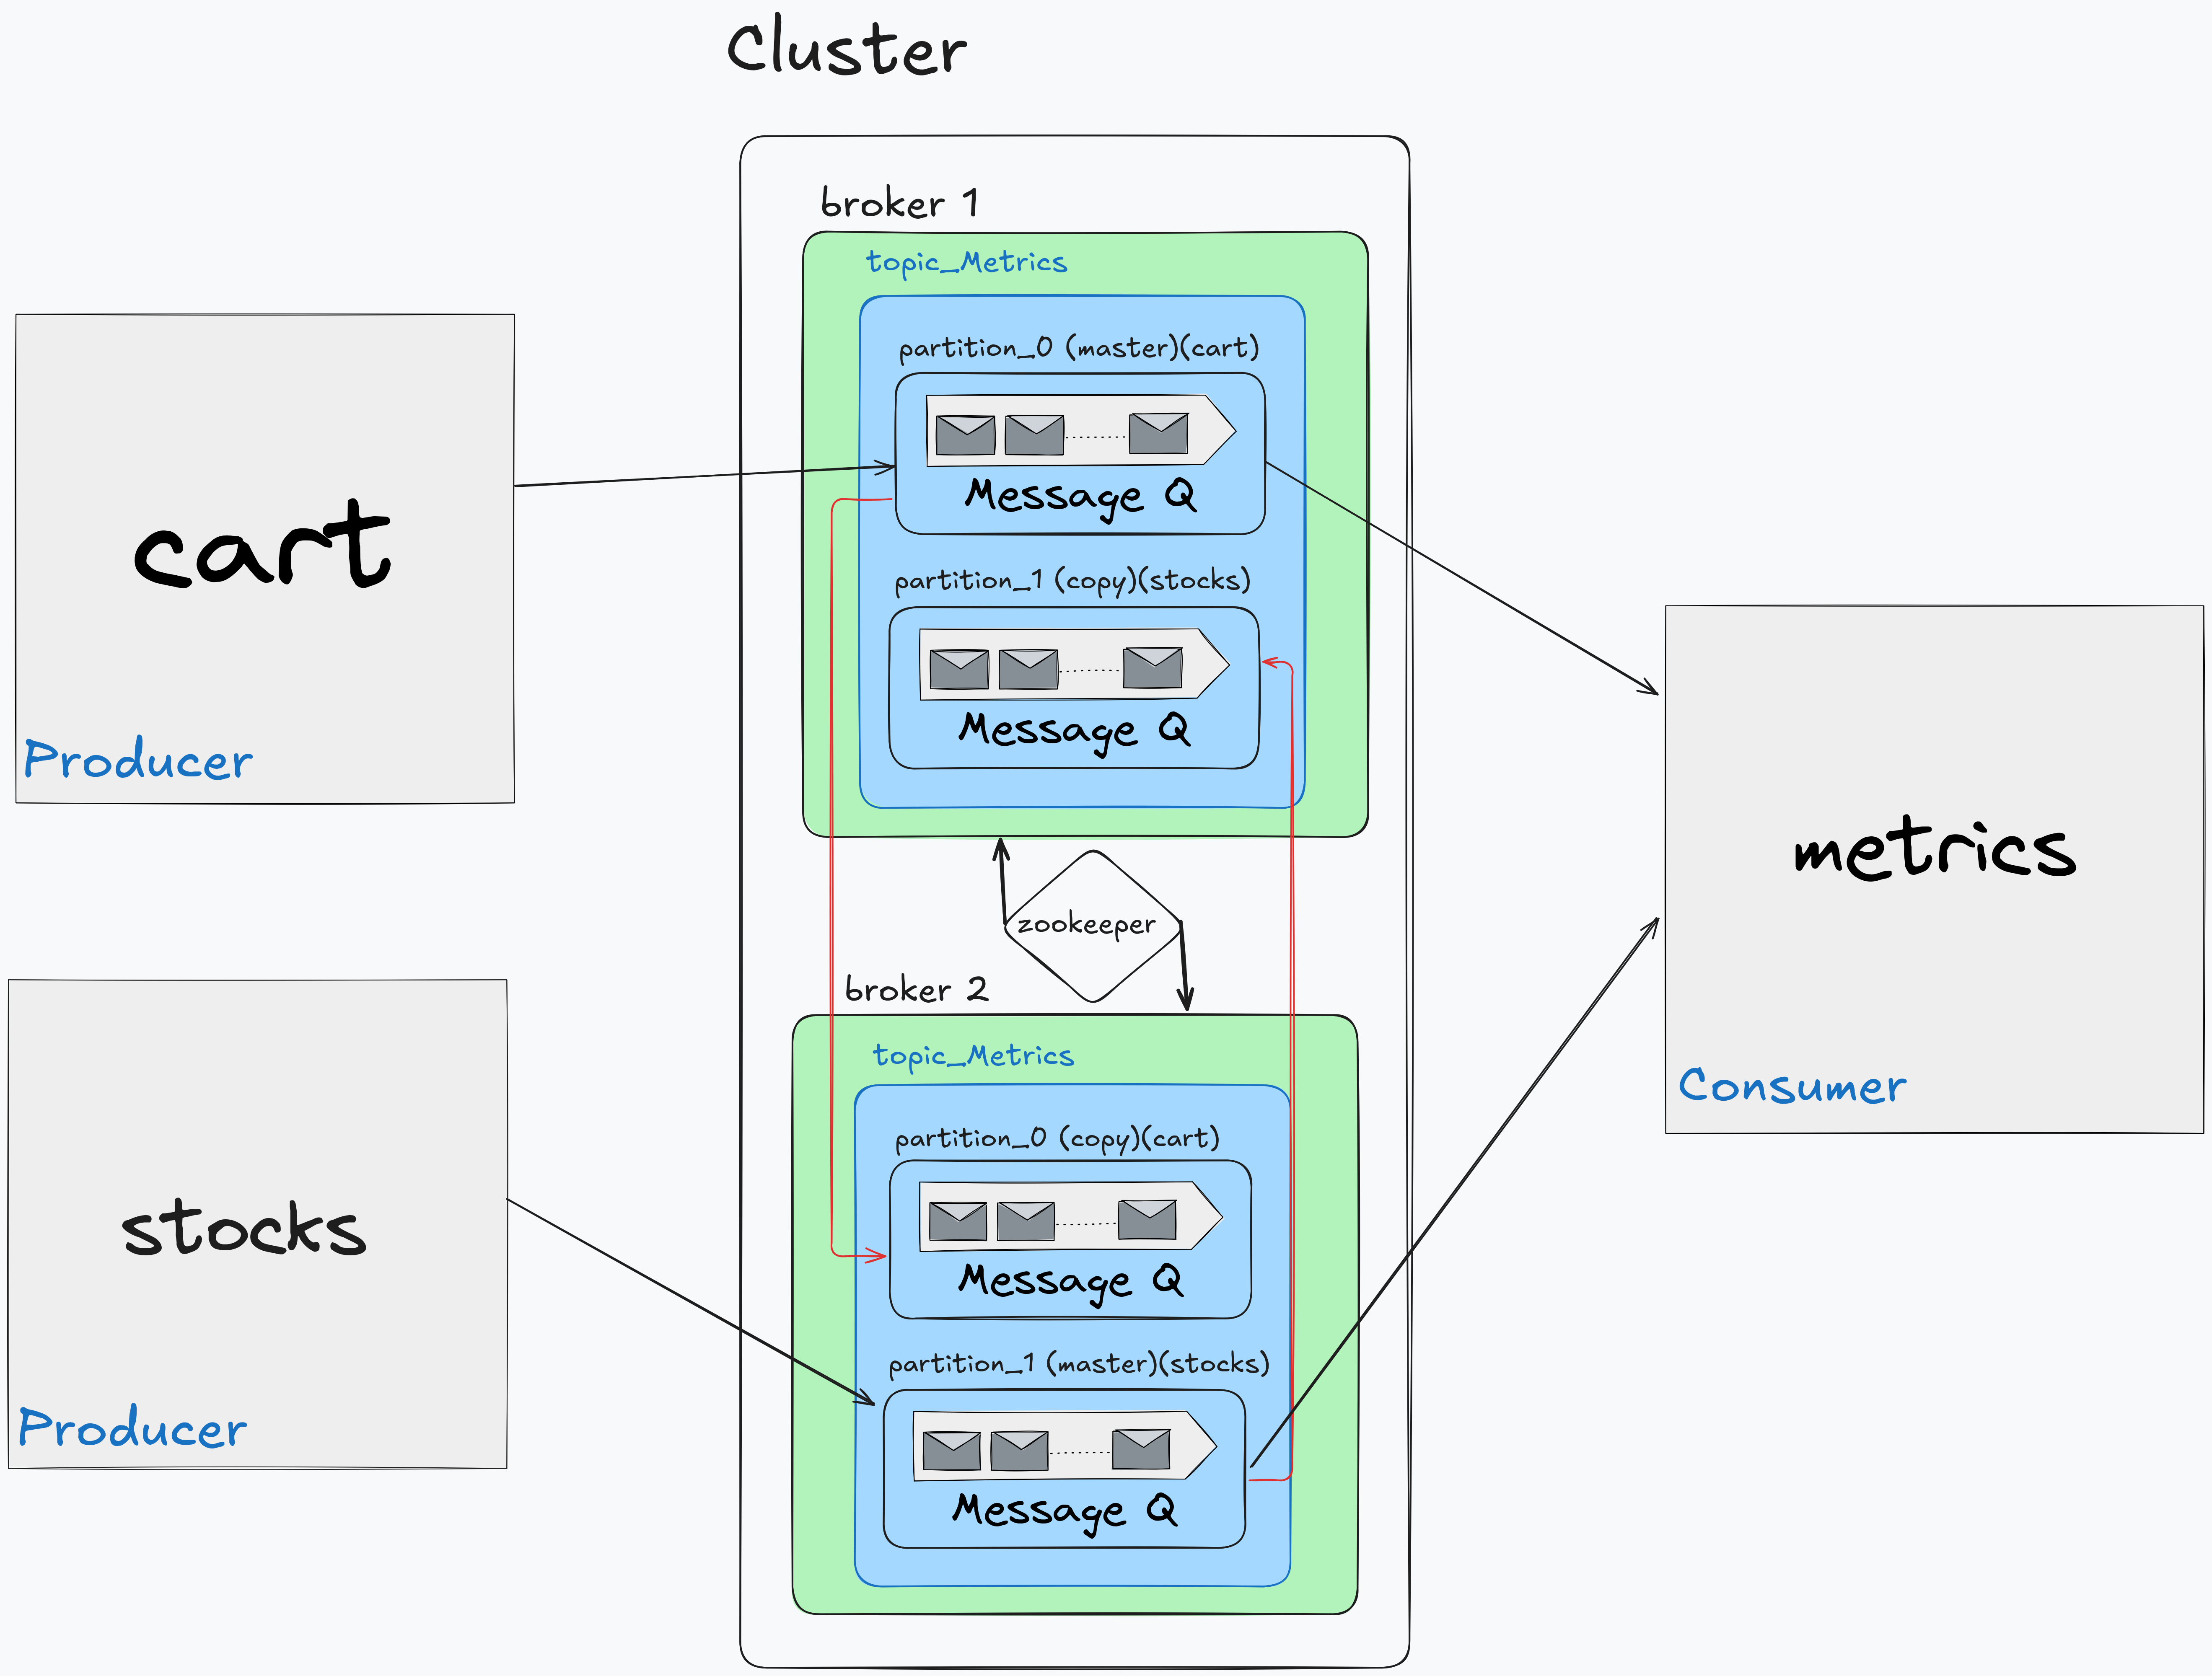 Cluster
broker 1
topic_Metrics
partition_0 (master)(cart)
Message Q
partition_1 (copy)(stocks)
Message Q
cart
Producer
zookeeper
broker 2
topic_Metrics
partition_0 (copy)(cart)
Message Q
partition_1 (master)(stocks)
Message Q
stocks
Producer
metrics
Consumer